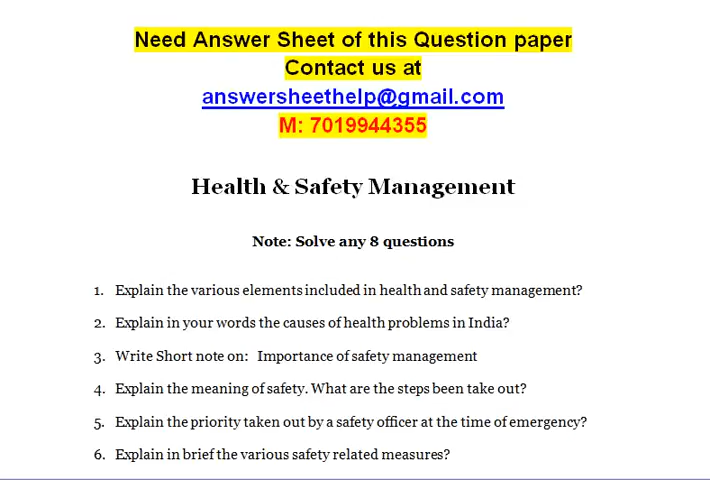 Need Answer Sheet of this Question paper
Contact us at
answersheethelp@gmail.com
M: 7019944355
Health & Safety Management
Note: Solve any 8 questions
1. Explain the various elements included in health and safety management?
2. Explain in your words the causes of health problems in India?
3. Write Short note on: Importance of safety management
4. Explain the meaning of safety. What are the steps been take out?
5. Explain the priority taken out by a safety officer at the time of emergency?
6. Explain in brief the various safety related measures?